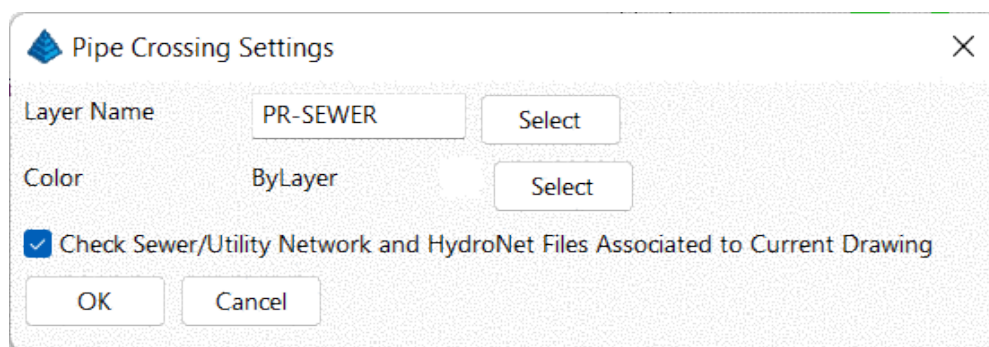 Pipe Crossing Settings
Layer Name PR-SEWER Select
Color ByLayer Select
Check Sewer/Utility Network and HydroNet Files Associated to Current Drawing
OK Cancel